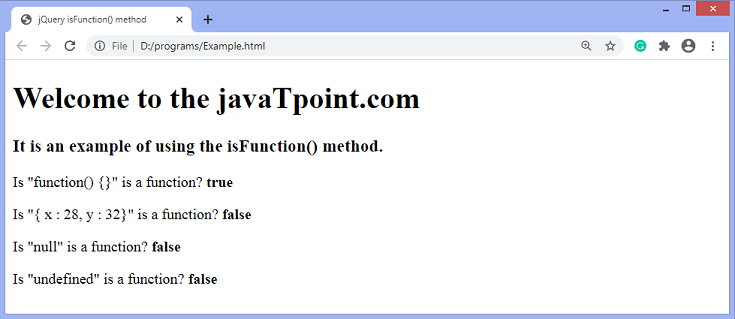 jQuery isFunction() method
File | D:/programs/Example.html
Welcome to the javaTpoint.com
It is an example of using the isFunction() method.
Is "function() {}" is a function? true
Is "{ x : 28, y : 32}" is a function? false
Is "null" is a function? false
Is "undefined" is a function? false